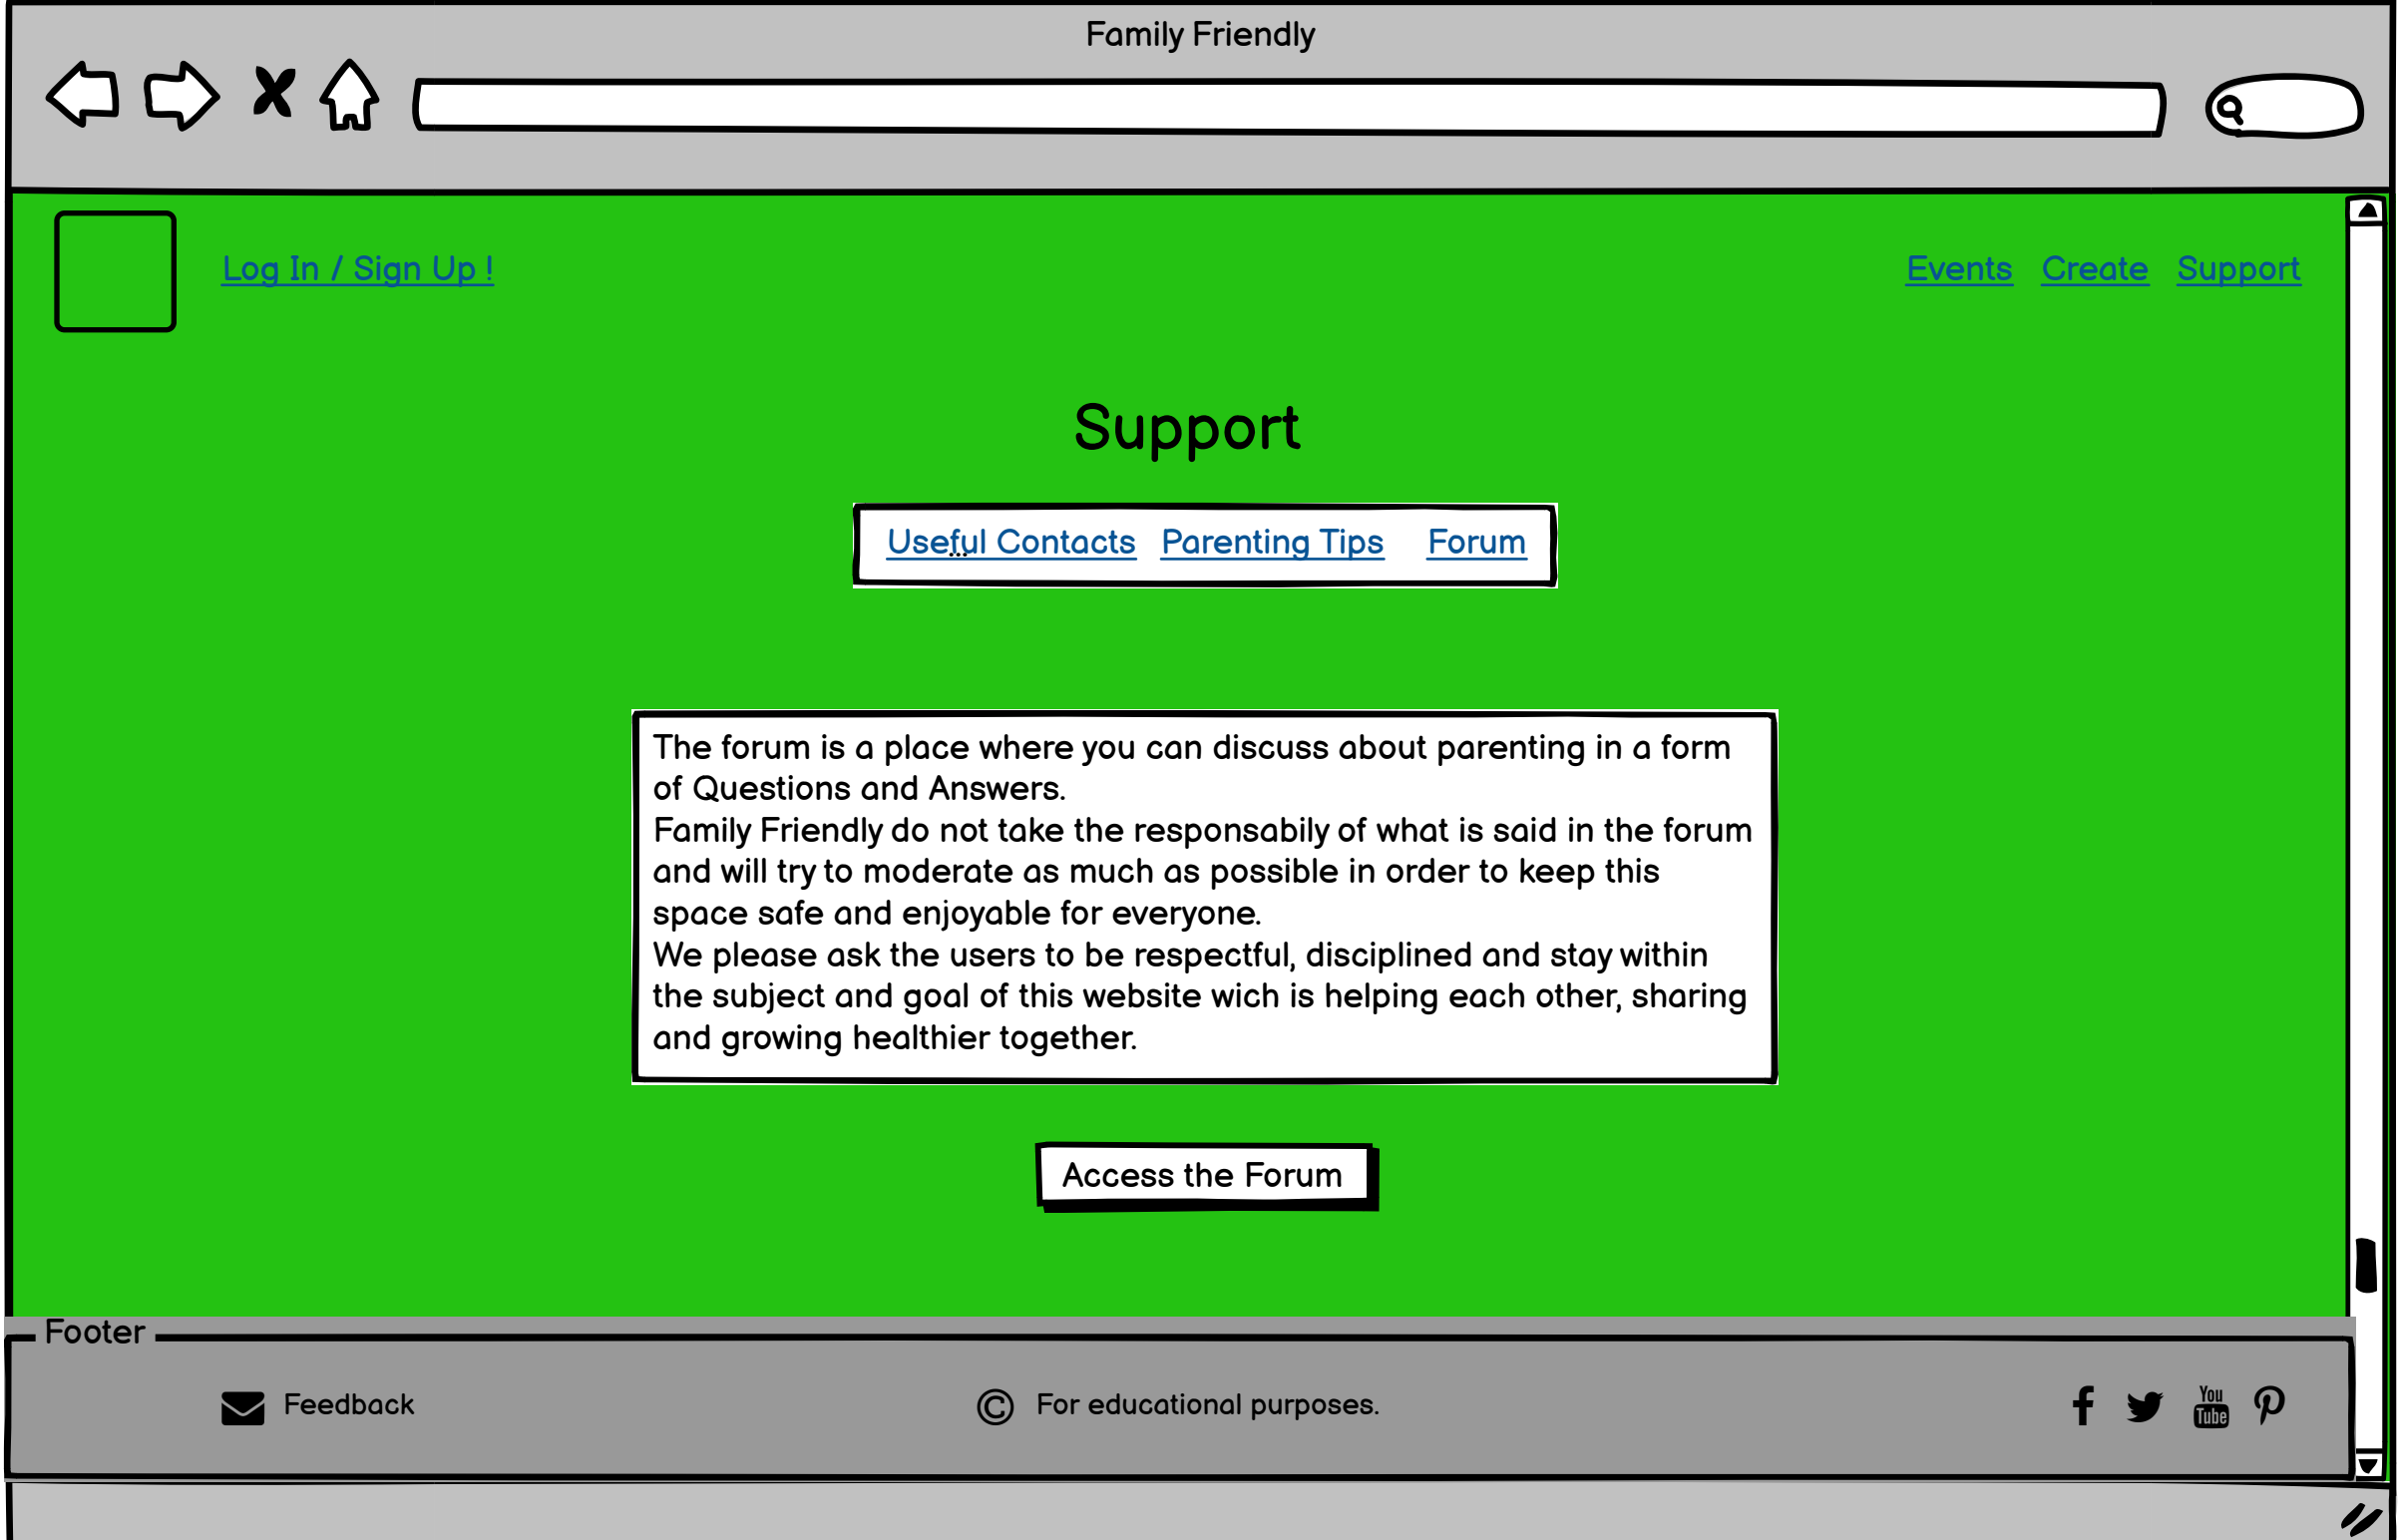 Family Friendly
Log In / Sign Up !
Events Create Support
Support
Useful Contacts Parenting Tips Forum
...
The forum is a place where you can discuss about parenting in a form
of Questions and Answers.
Family Friendly do not take the responsabily of what is said in the forum
and will try to moderate as much as possible in order to keep this
space safe and enjoyable for everyone.
We please ask the users to be respectful, disciplined and stay within
the subject and goal of this website wich is helping each other, sharing
and growing healthier together.
Access the Forum
Footer
Feedback
© For educational purposes.
You
Tube